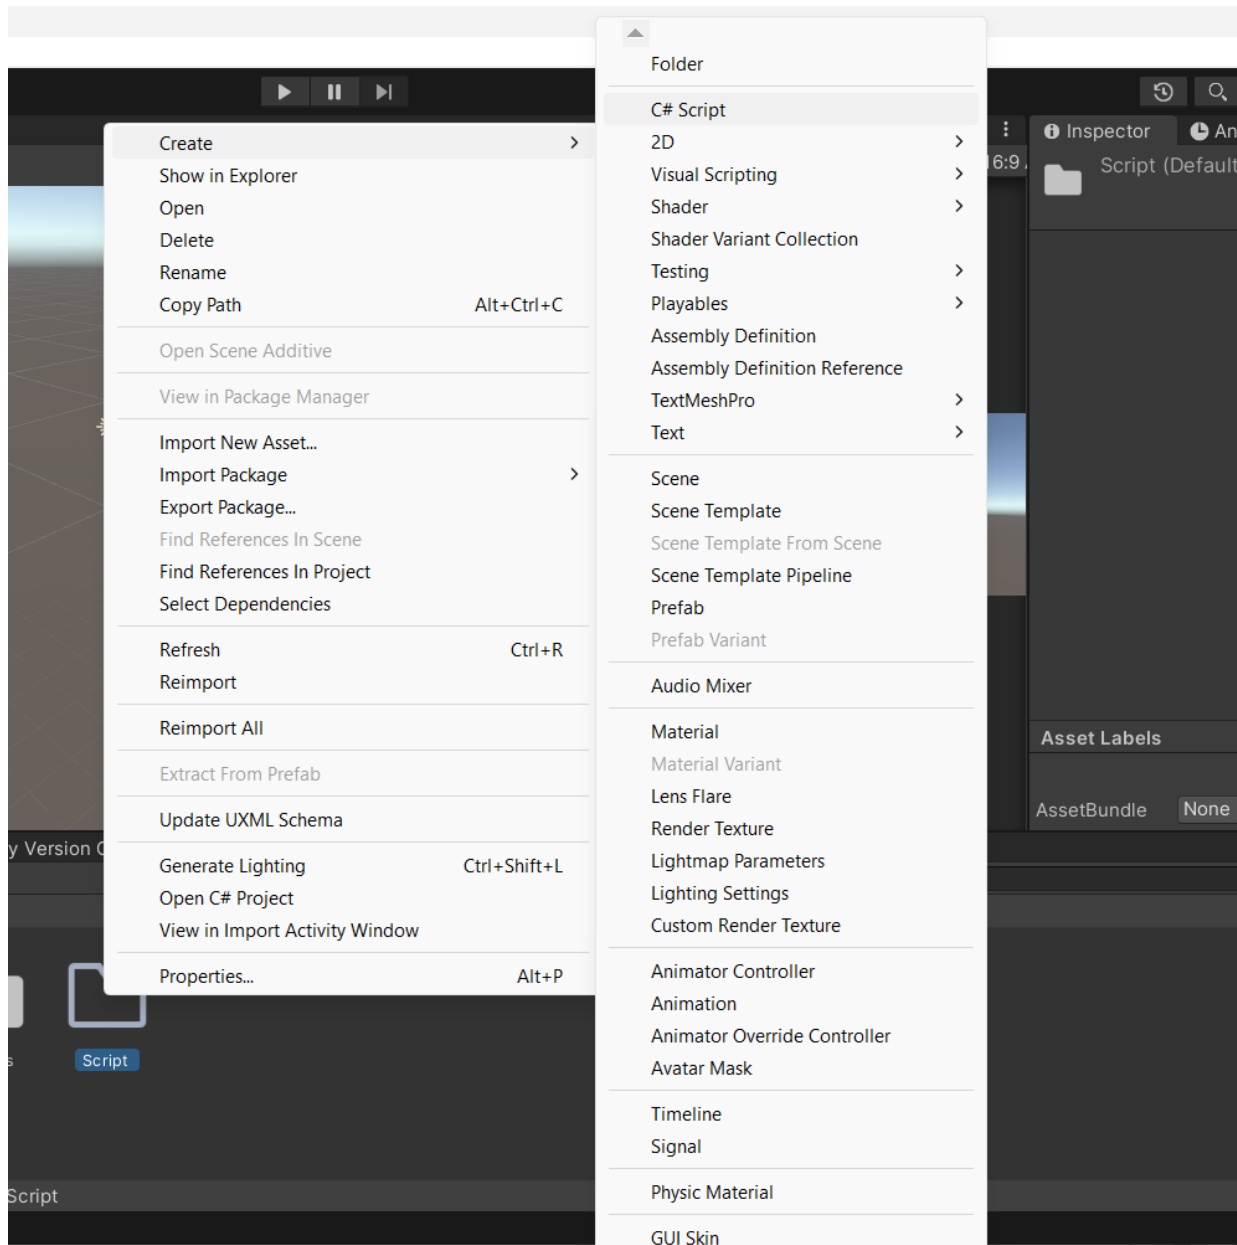 Create
Show in Explorer
Open
Delete
Rename
Copy Path Alt+Ctrl+C
Open Scene Additive
View in Package Manager
Import New Asset...
Import Package
Export Package...
Find References In Scene
Find References In Project
Select Dependencies
Refresh Ctrl+R
Reimport
Reimport All
Extract From Prefab
Update UXML Schema
Generate Lighting Ctrl+Shift+L
Open C# Project
View in Import Activity Window
Properties... Alt+P
Folder
C# Script
2D
Visual Scripting
Shader
Shader Variant Collection
Testing
Playables
Assembly Definition
Assembly Definition Reference
TextMeshPro
Text
Scene
Scene Template
Scene Template From Scene
Scene Template Pipeline
Prefab
Prefab Variant
Audio Mixer
Material
Material Variant
Lens Flare
Render Texture
Lightmap Parameters
Lighting Settings
Custom Render Texture
Animator Controller
Animation
Animator Override Controller
Avatar Mask
Timeline
Signal
Physic Material
GUI Skin
Inspector An
16:9
Script (Default
Asset Labels
AssetBundle None
y Version C
s
Script
Script